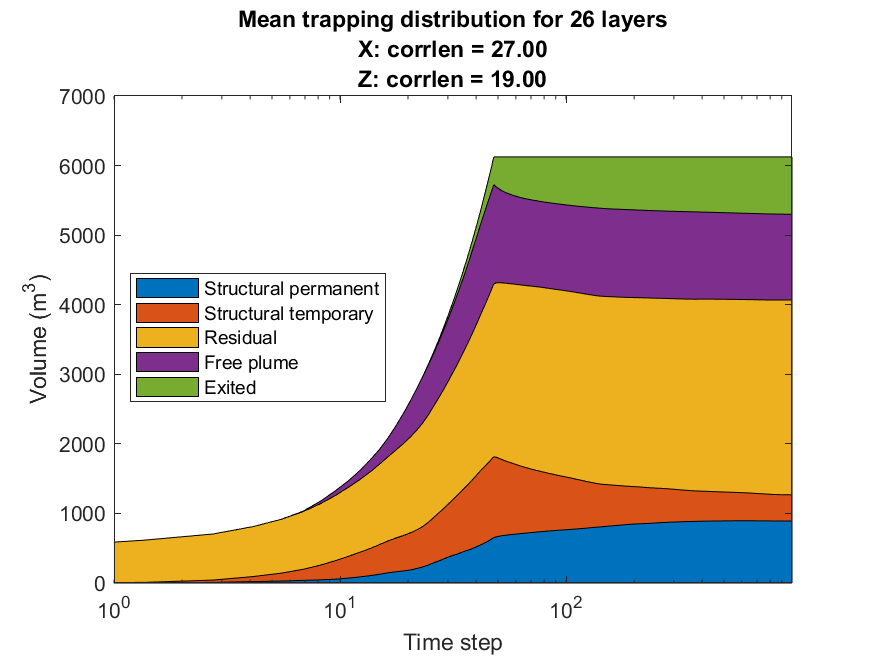 Mean trapping distribution for 26 layers
X: corrlen = 27.00
Z: corrlen = 19.00
7000
6000
5000
4000
3000
2000
1000
0
Volume (m³)
Structural permanent
Structural temporary
Residual
Free plume
Exited
10⁰
10¹
10²
Time step